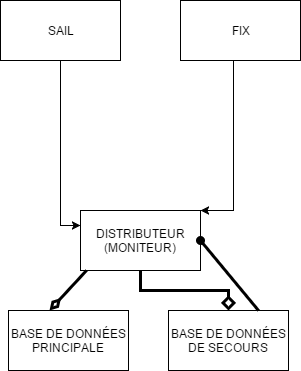 SAIL
FIX
DISTRIBUTEUR
(MONITEUR)
BASE DE DONNÉES
PRINCIPALE
BASE DE DONNÉES
DE SECOURS